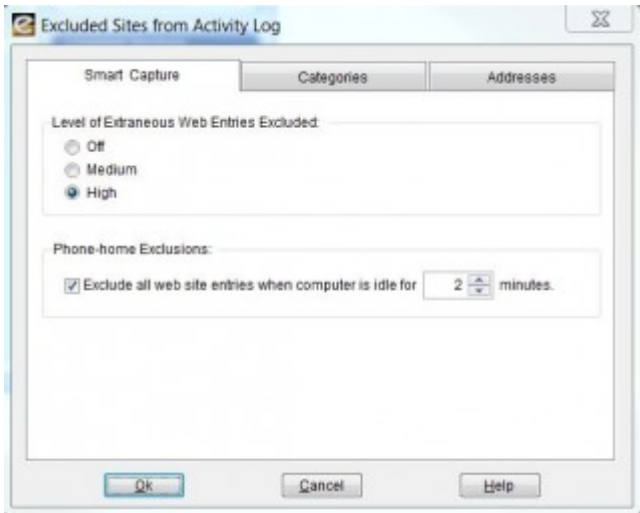 Excluded Sites from Activity Log
Smart Capture
Categories
Addresses
Level of Extraneous Web Entries Excluded:
Off
Medium
High
Phone-home Exclusions:
Exclude all web site entries when computer is idle for 2 minutes.
Ok
Cancel
Help